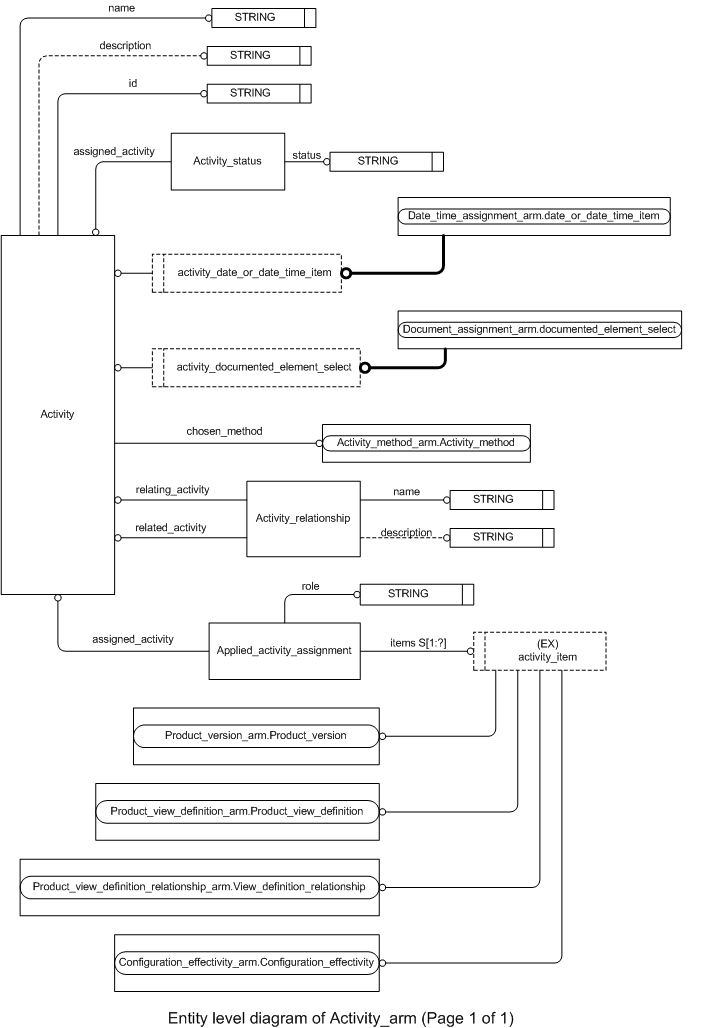 name
STRING
description
STRING
id
STRING
assigned_activity
Activity_status
status
STRING
Date_time_assignment_arm.date_or_date_time_item
activity_date_or_date_time_item
Document_assignment_arm.documented_element_select
activity_documented_element_select
Activity
chosen_method
Activity_method_arm.Activity_method
relating_activity
name
STRING
Activity_relationship
related_activity
description
STRING
role
STRING
assigned_activity
Applied_activity_assignment
items S[1:?]
(EX)
activity_item
Product_version_arm.Product_version
Product_view_definition_arm.Product_view_definition
Product_view_definition_relationship_arm.View_definition_relationship
Configuration_effectivity_arm.Configuration_effectivity
Entity level diagram of Activity_arm (Page 1 of 1)